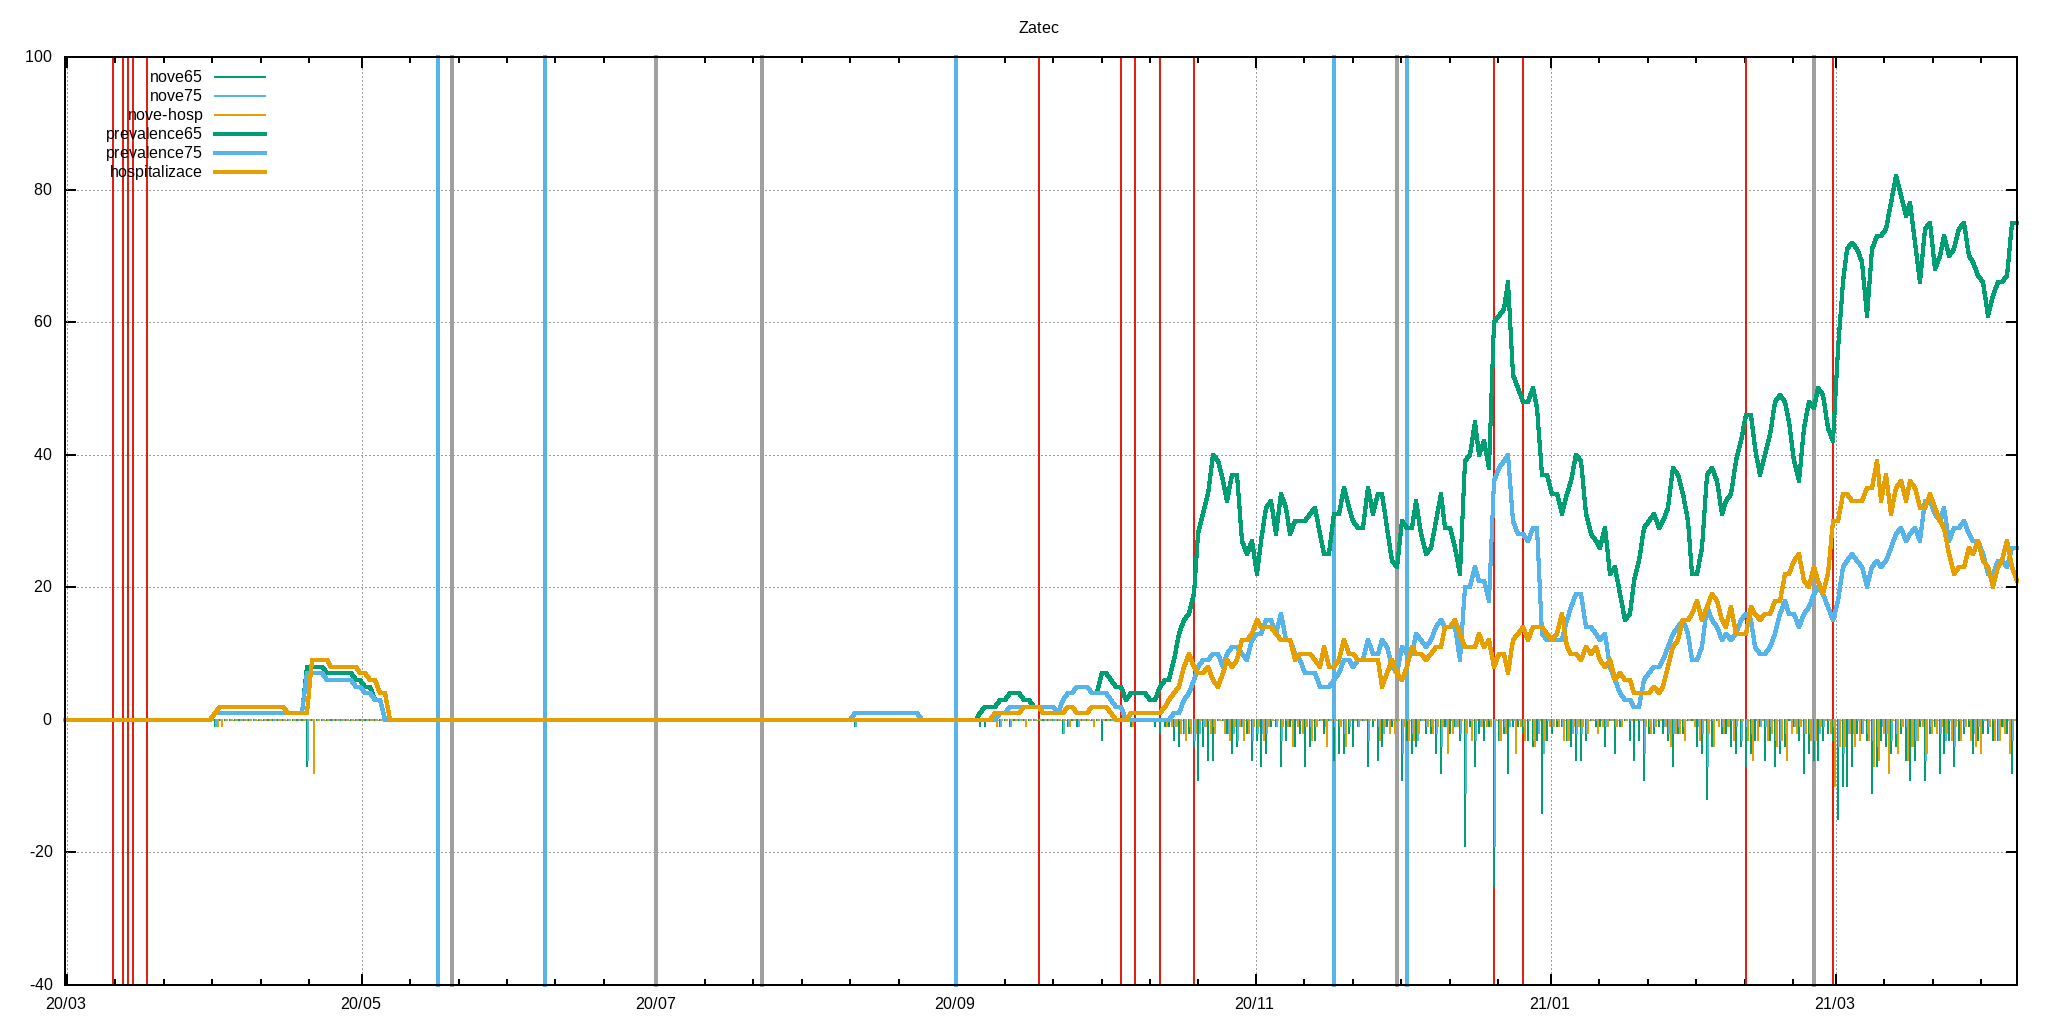 Zatec
100
nove65
nove75
nove-hosp
prevalence65
prevalence75
hospitalizace
80
60
40
20
0
-20
-40
20/03 20/05 20/07 20/09 20/11 21/01 21/03